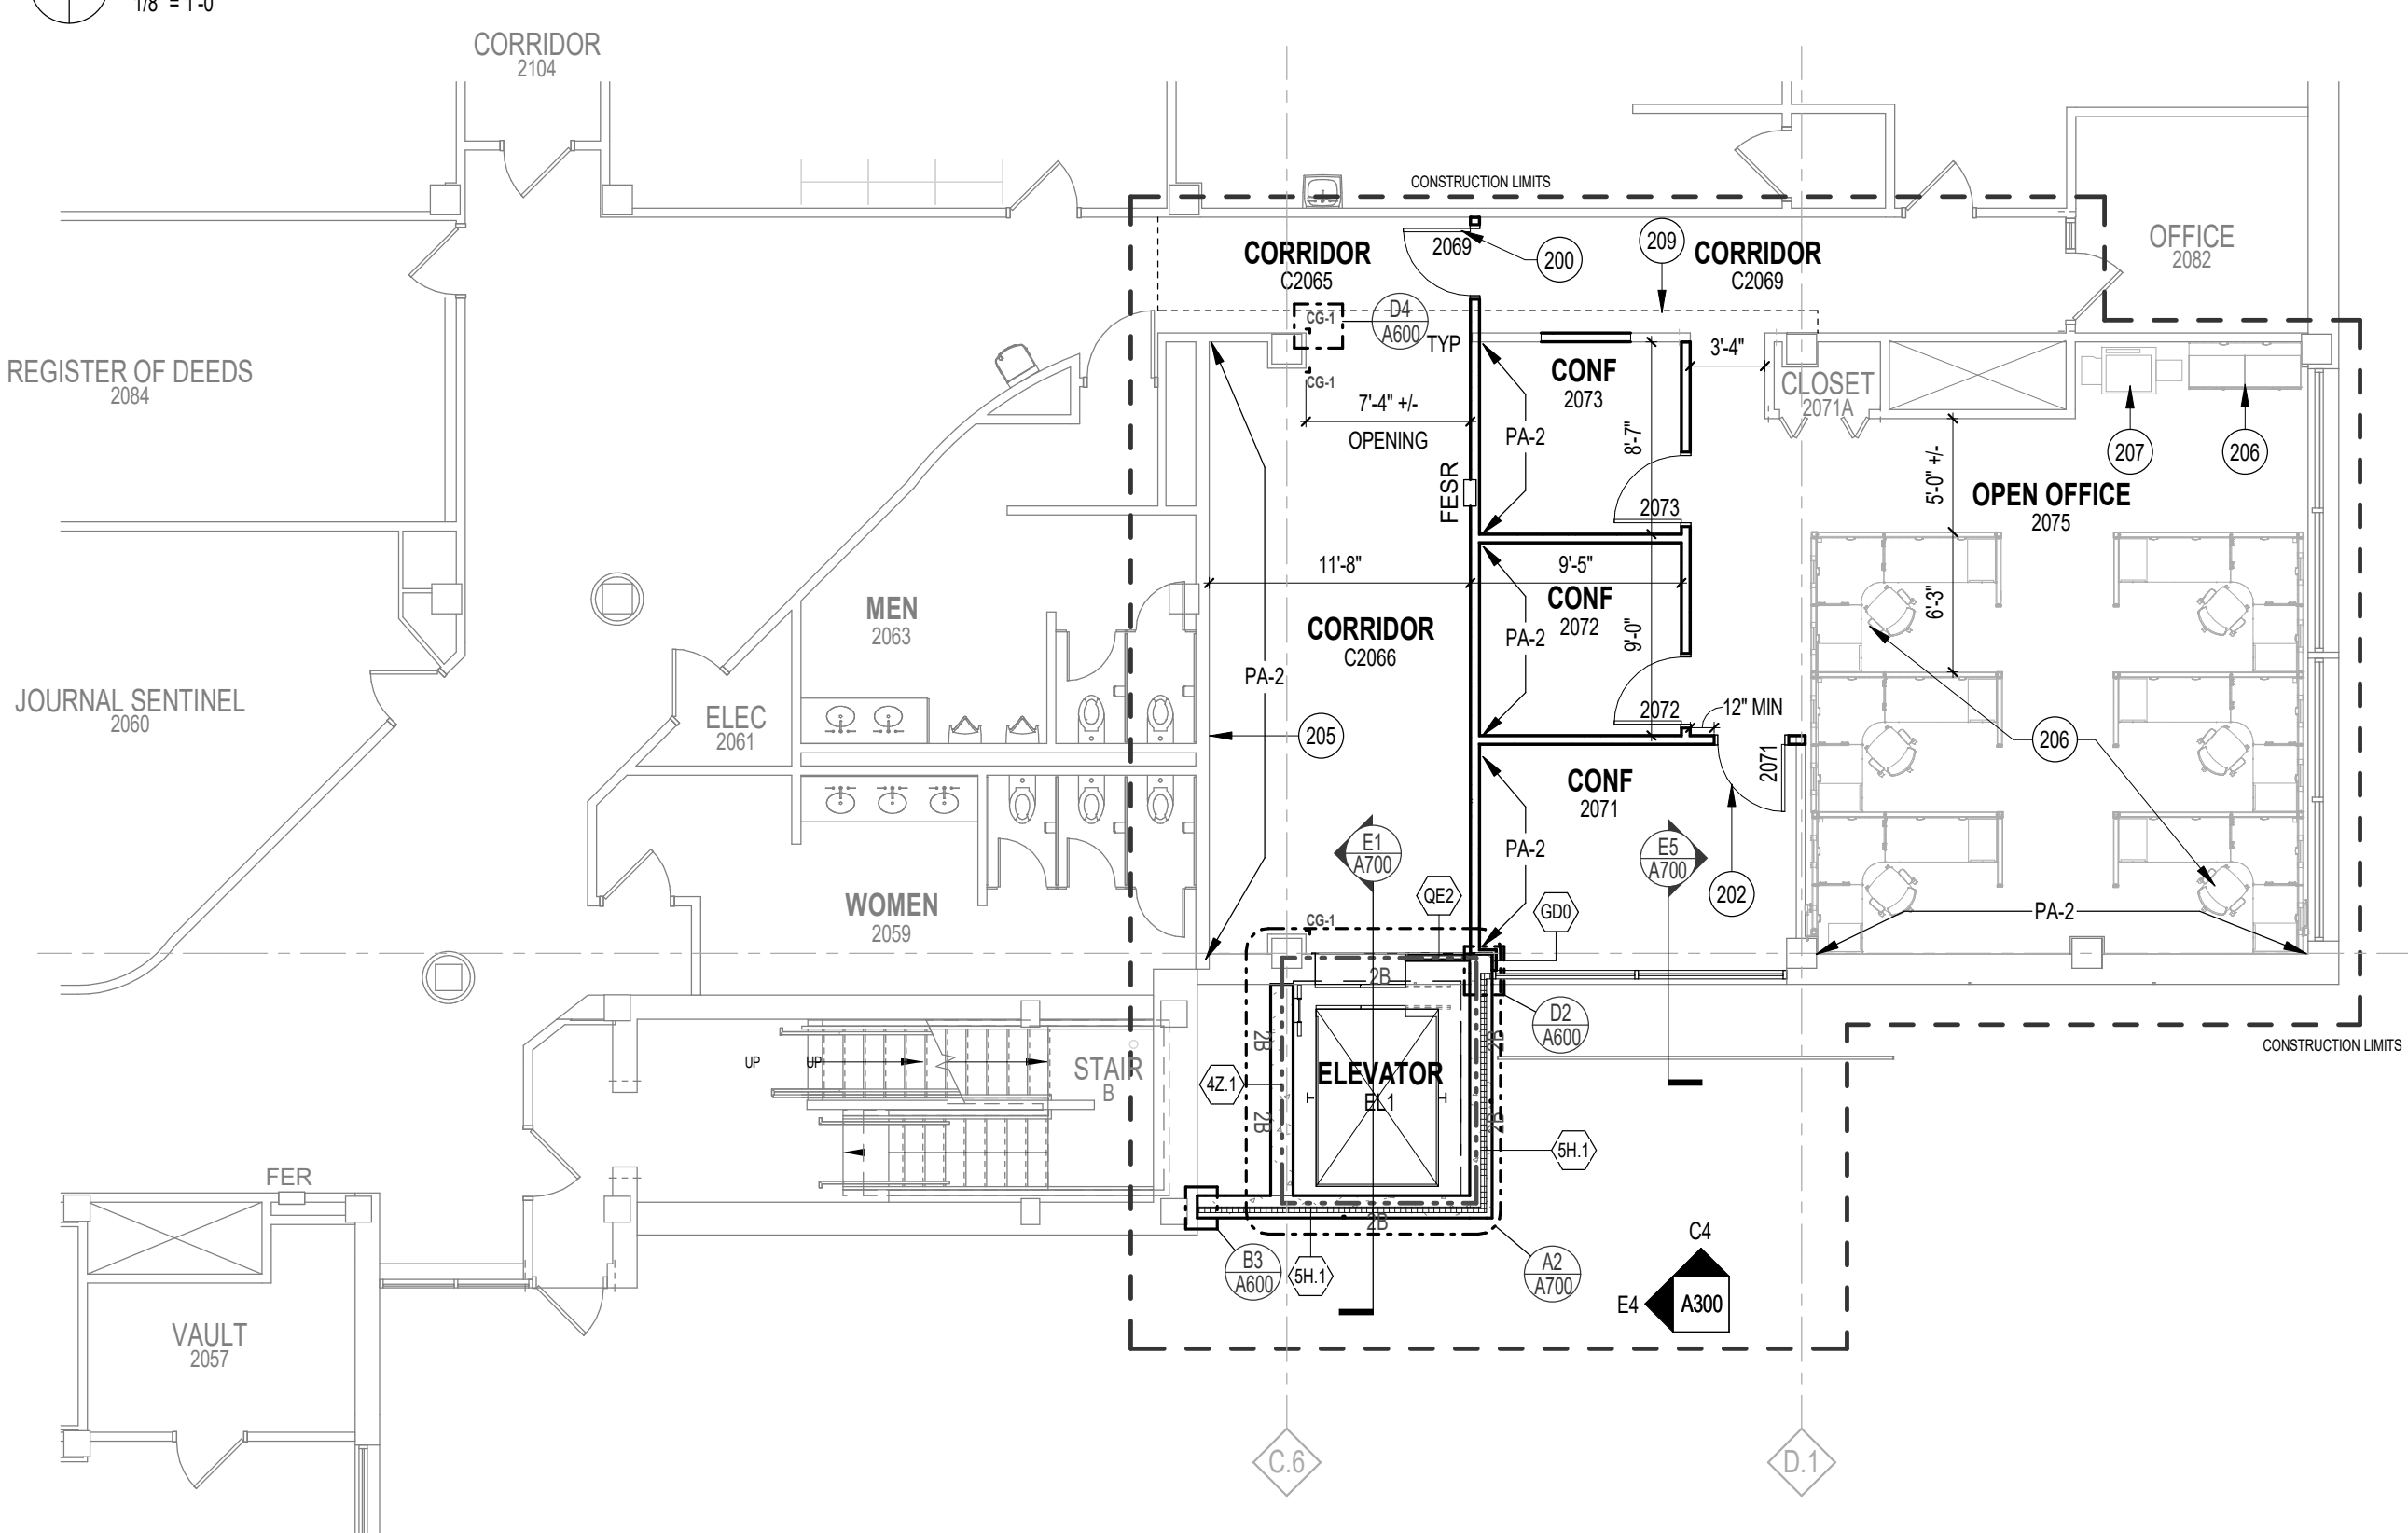 1/8" = 1'-0"
CORRIDOR
2104
CONSTRUCTION LIMITS
CORRIDOR
C2065
2069
200
209
CORRIDOR
C2069
OFFICE
2082
CG-1
D4
A600
TYP
CG-1
REGISTER OF DEEDS
2084
CONF
2073
3'-4"
CLOSET
2071A
7'-4" +/-
OPENING
PA-2
8'-7"
207
206
FESR
2073
5'-0" +/-
OPEN OFFICE
2075
11'-8"
9'-5"
MEN
2063
CONF
2072
6'-3"
CORRIDOR
C2066
PA-2
9'-0"
PA-2
JOURNAL SENTINEL
2060
ELEC
2061
2072
12" MIN
205
206
2071
CONF
2071
E1
A700
PA-2
E5
A700
QE2
GD0
202
WOMEN
2059
CG-1
PA-2
2B
D2
A600
2B
2B
CONSTRUCTION LIMITS
UP
UP
STAIR
B
ELEVATOR
EL1
4Z.1
2B
2B
5H.1
FER
2B
B3
A600
5H.1
A2
A700
C4
E4
A300
VAULT
2057
C.6
D.1